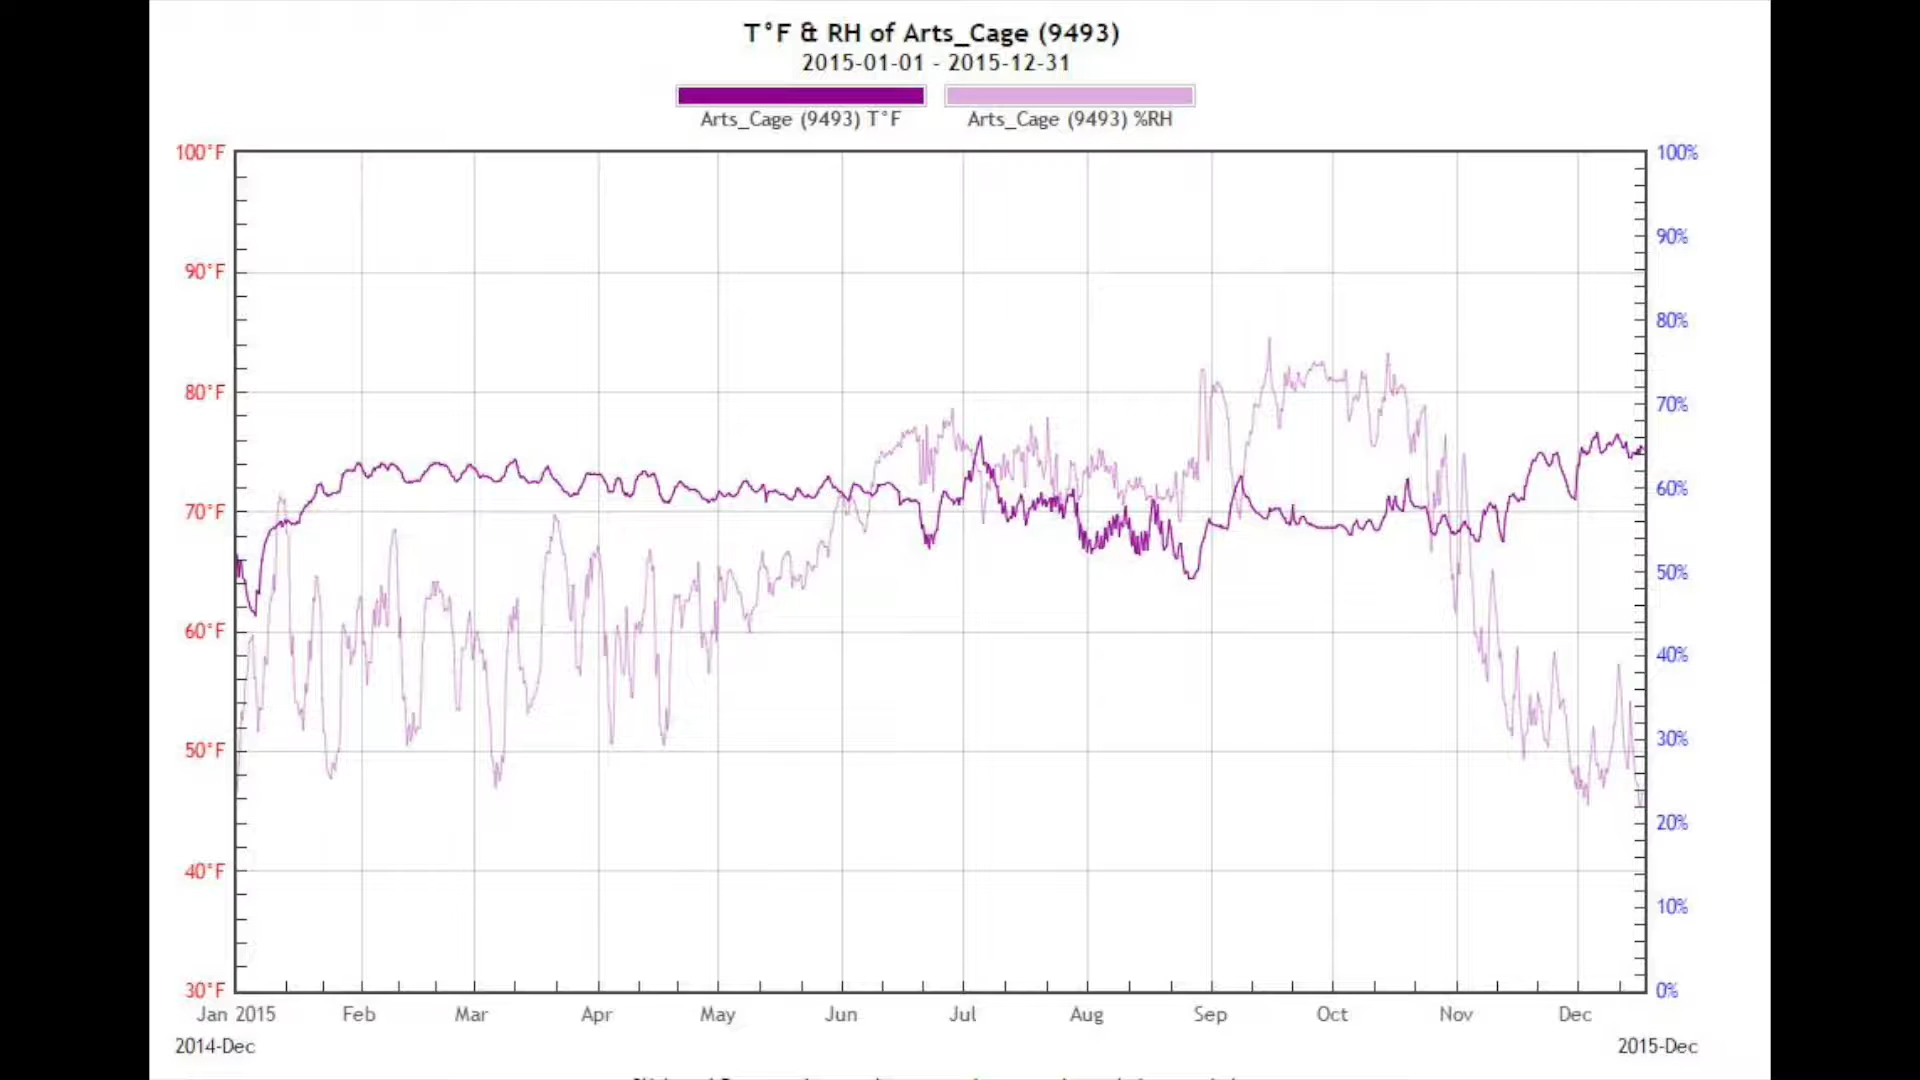 T°F & RH of Arts_Cage (9493)
2015-01-01 - 2015-12-31
Arts_Cage (9493) T°F Arts_Cage (9493) %RH
100°F 100%
90°F 90%
80°F 80%
70°F 70%
60°F 60%
50°F 50%
40°F 40%
30°F 30%
20%
10%
0%
Jan 2015 Feb Mar Apr May Jun Jul Aug Sep Oct Nov Dec
2014-Dec 2015-Dec